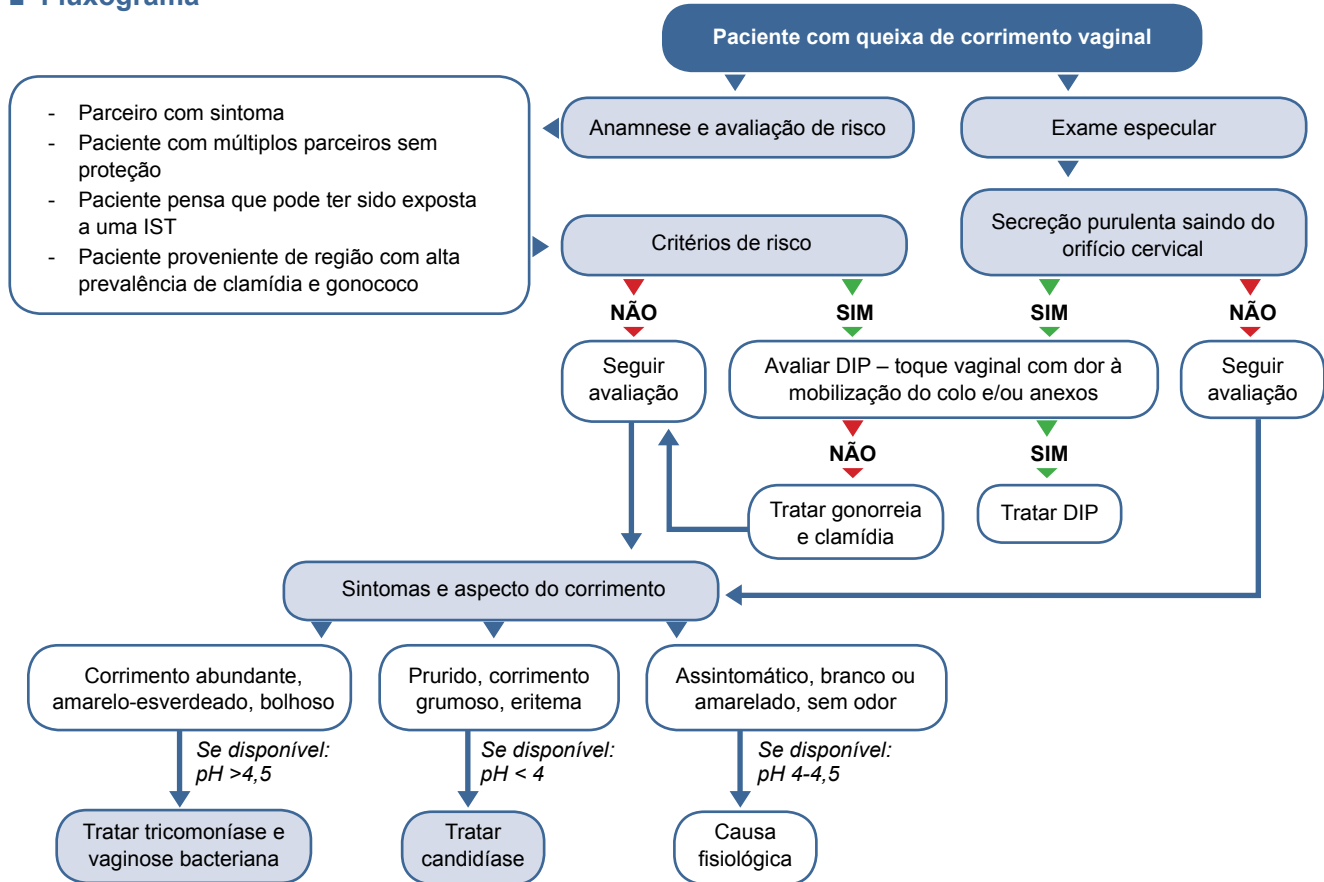 Fluxograma
Paciente com queixa de corrimento vaginal
- Parceiro com sintoma
- Paciente com múltiplos parceiros sem
proteção
- Paciente pensa que pode ter sido exposta
a uma IST
- Paciente proveniente de região com alta
prevalência de clamídia e gonococo
Anamnese e avaliação de risco
Exame especular
Critérios de risco
Secreção purulenta saindo do
orifício cervical
NÃO
SIM
SIM
NÃO
Seguir
avaliação
Avaliar DIP – toque vaginal com dor à
mobilização do colo e/ou anexos
Seguir
avaliação
NÃO
SIM
Tratar gonorreia
e clamídia
Tratar DIP
Sintomas e aspecto do corrimento
Corrimento abundante,
amarelo-esverdeado, bolhoso
Prurido, corrimento
grumoso, eritema
Assintomático, branco ou
amarelado, sem odor
Se disponível:
pH >4,5
Se disponível:
pH < 4
Se disponível:
pH 4-4,5
Tratar tricomoníase e
vaginose bacteriana
Tratar
candidíase
Causa
fisiológica